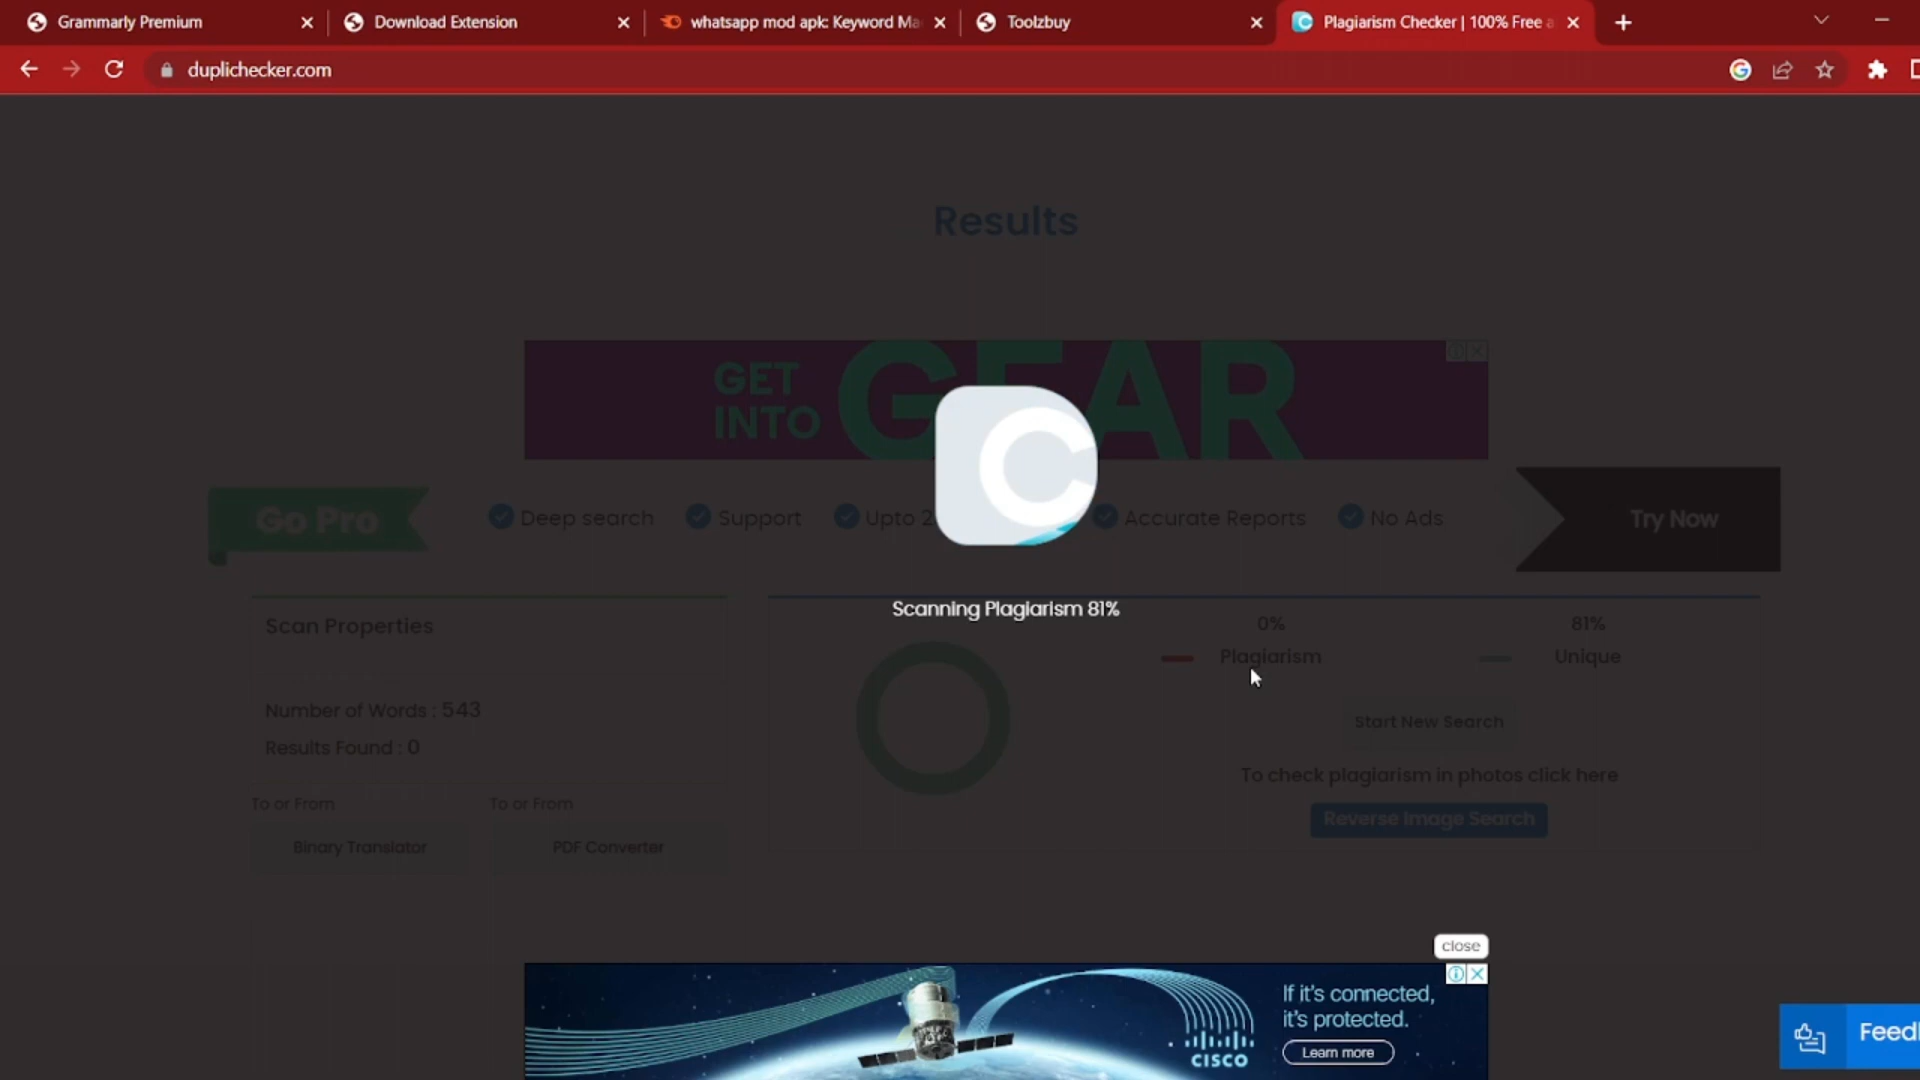 Grammarly Premium
Download Extension
whatsapp mod apk: Keyword Ma
Toolzbuy
Plagiarism Checker | 100% Free a
duplichecker.com
Results
GET
INTO
GEAR
Go Pro
Deep search
Support
Upto 2
Accurate Reports
No Ads
Try Now
Scanning Plagiarism 81%
Scan Properties
0%
81%
Plagiarism
Unique
Number of Words : 543
Start New Search
Results Found : 0
To check plagiarism in photos click here
To or From
To or From
Reverse Image Search
Binary Translator
PDF Converter
close
If it's connected,
it's protected.
CISCO
Learn more
Feed